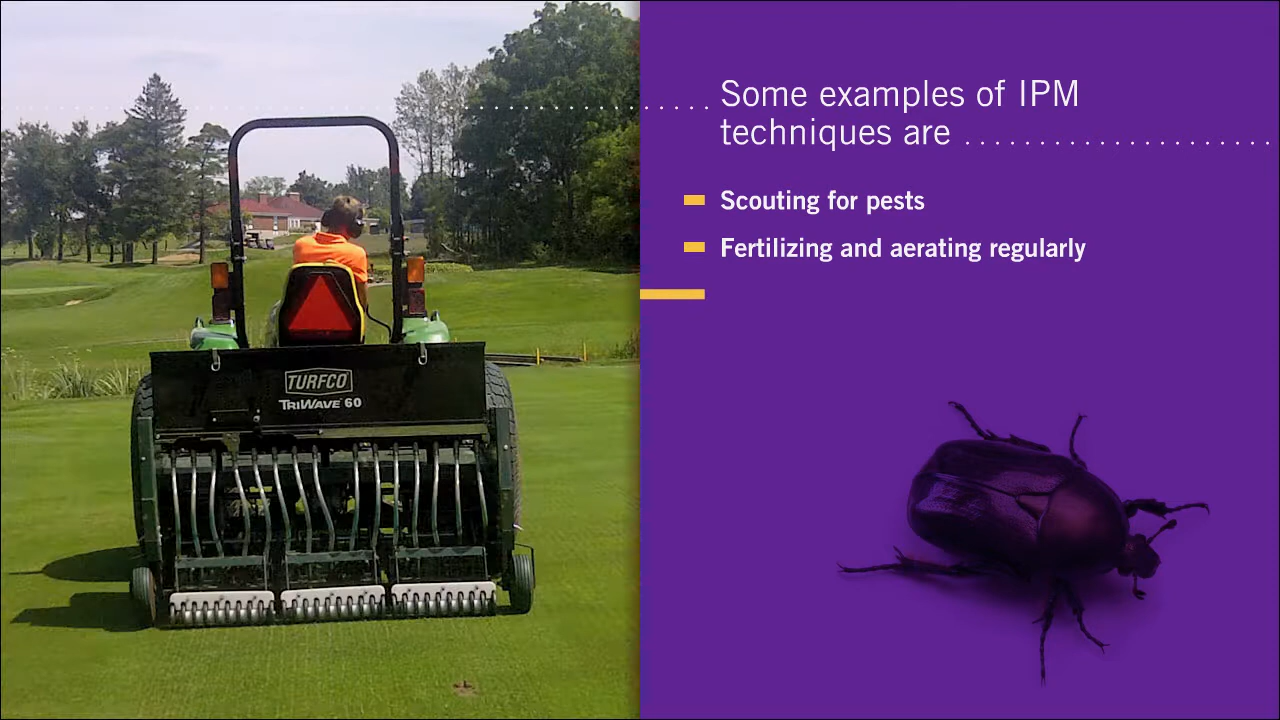 Some examples of IPM
techniques are
Scouting for pests
Fertilizing and aerating regularly
TURFCO
TRIWAVE 60